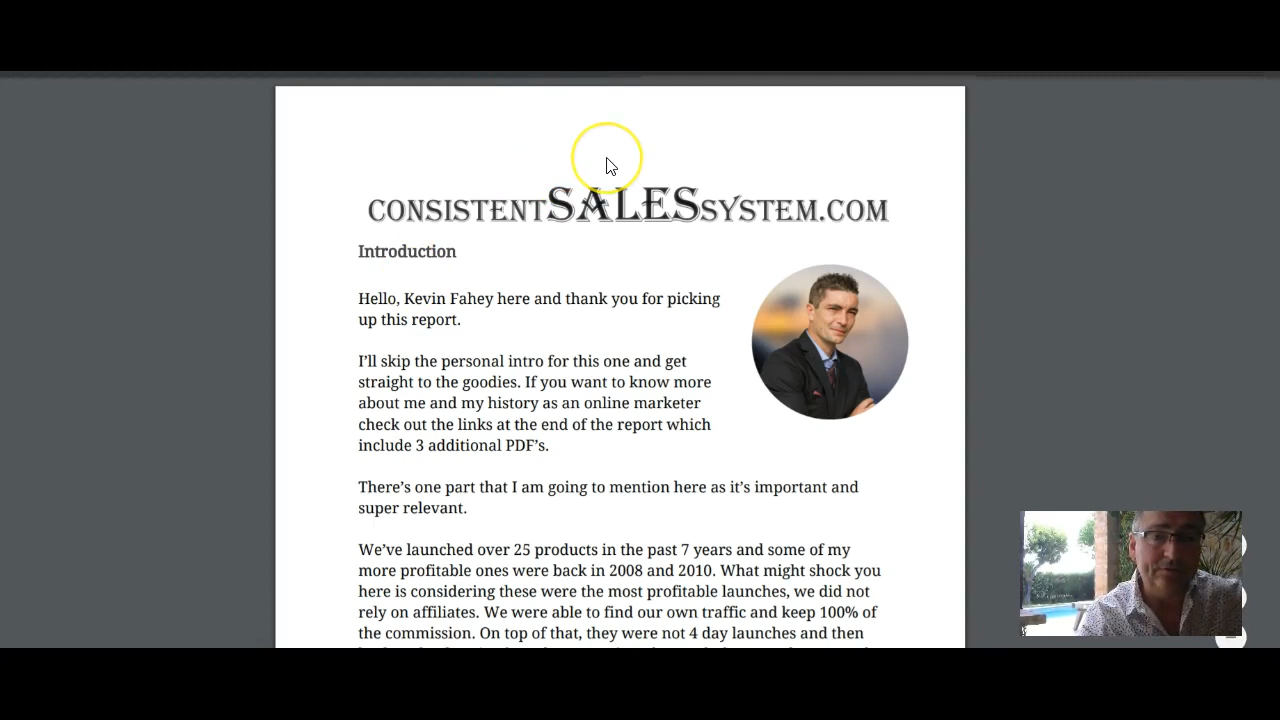 CONSISTENTSALESSYSTEM.COM
Introduction
Hello, Kevin Fahey here and thank you for picking
up this report.
I'll skip the personal intro for this one and get
straight to the goodies. If you want to know more
about me and my history as an online marketer
check out the links at the end of the report which
include 3 additional PDF's.
There's one part that I am going to mention here as it's important and
super relevant.
We've launched over 25 products in the past 7 years and some of my
more profitable ones were back in 2008 and 2010. What might shock you
here is considering these were the most profitable launches, we did not
rely on affiliates. We were able to find our own traffic and keep 100% of
the commission. On top of that, they were not 4 day launches and then